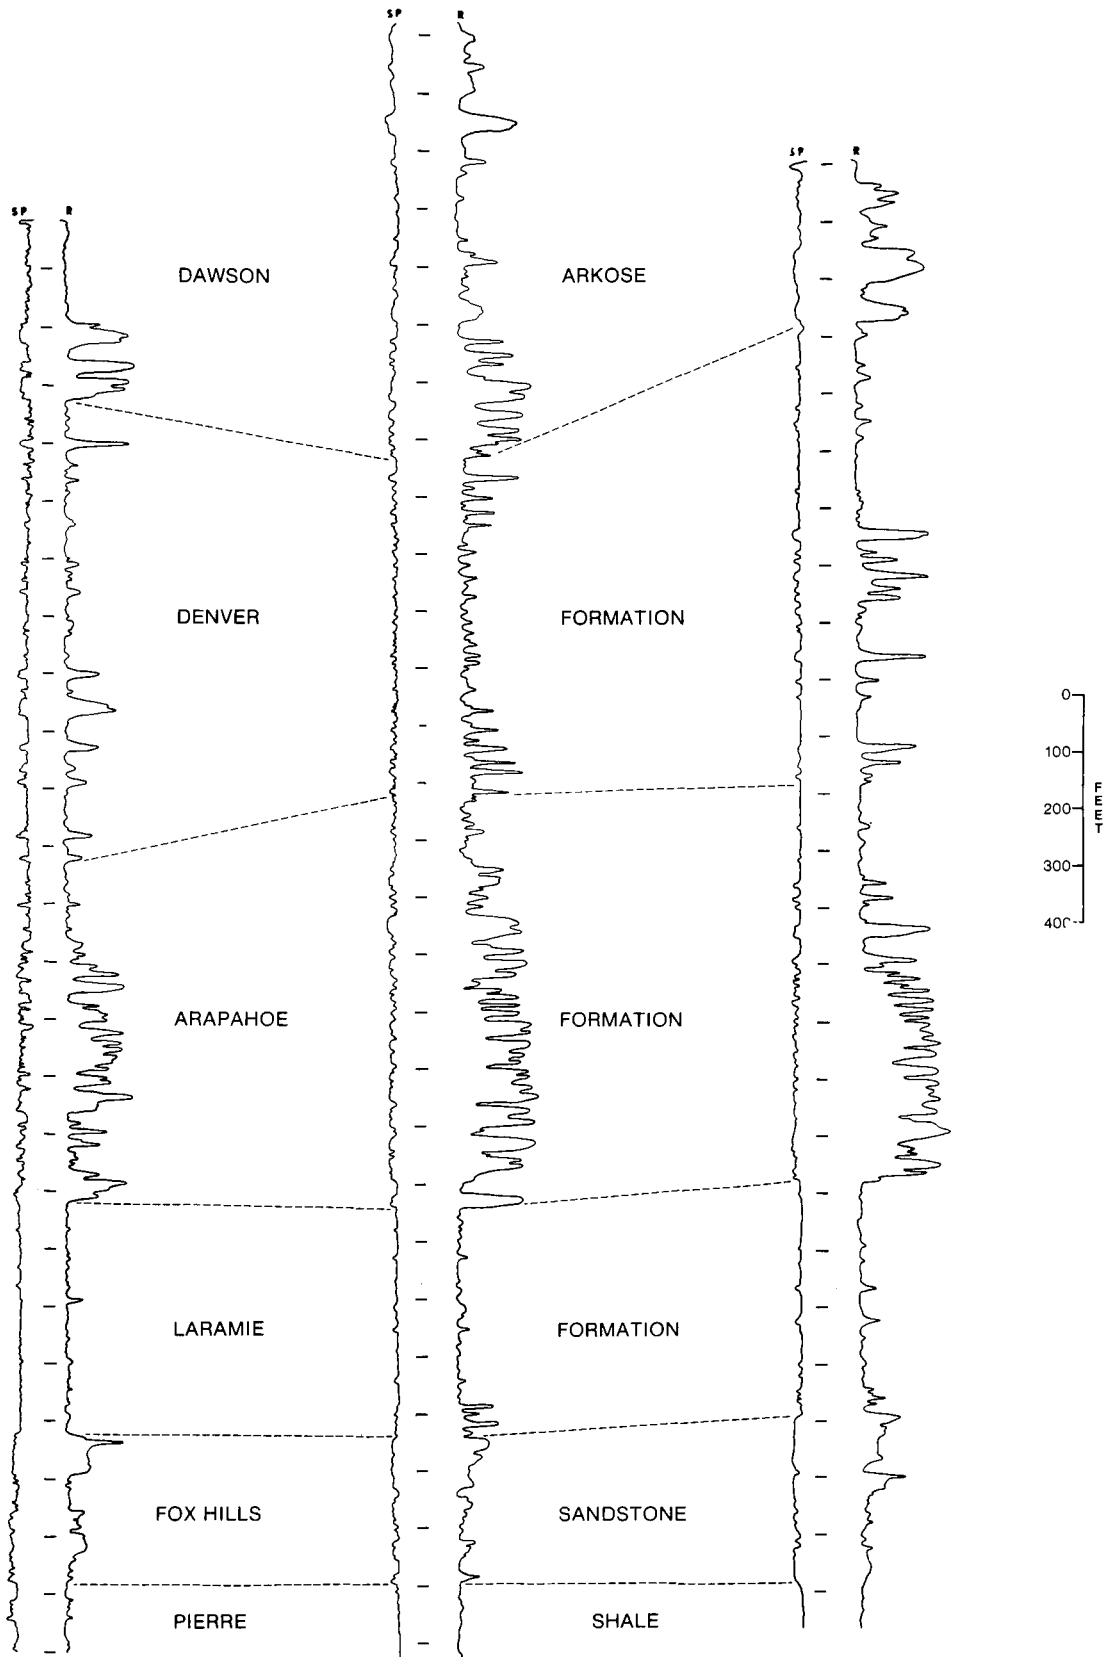 SP R
SP R
SP R
DAWSON ARKOSE
DENVER FORMATION
0
100
200
300
400
FEET
ARAPAHOE FORMATION
LARAMIE FORMATION
FOX HILLS SANDSTONE
PIERRE SHALE